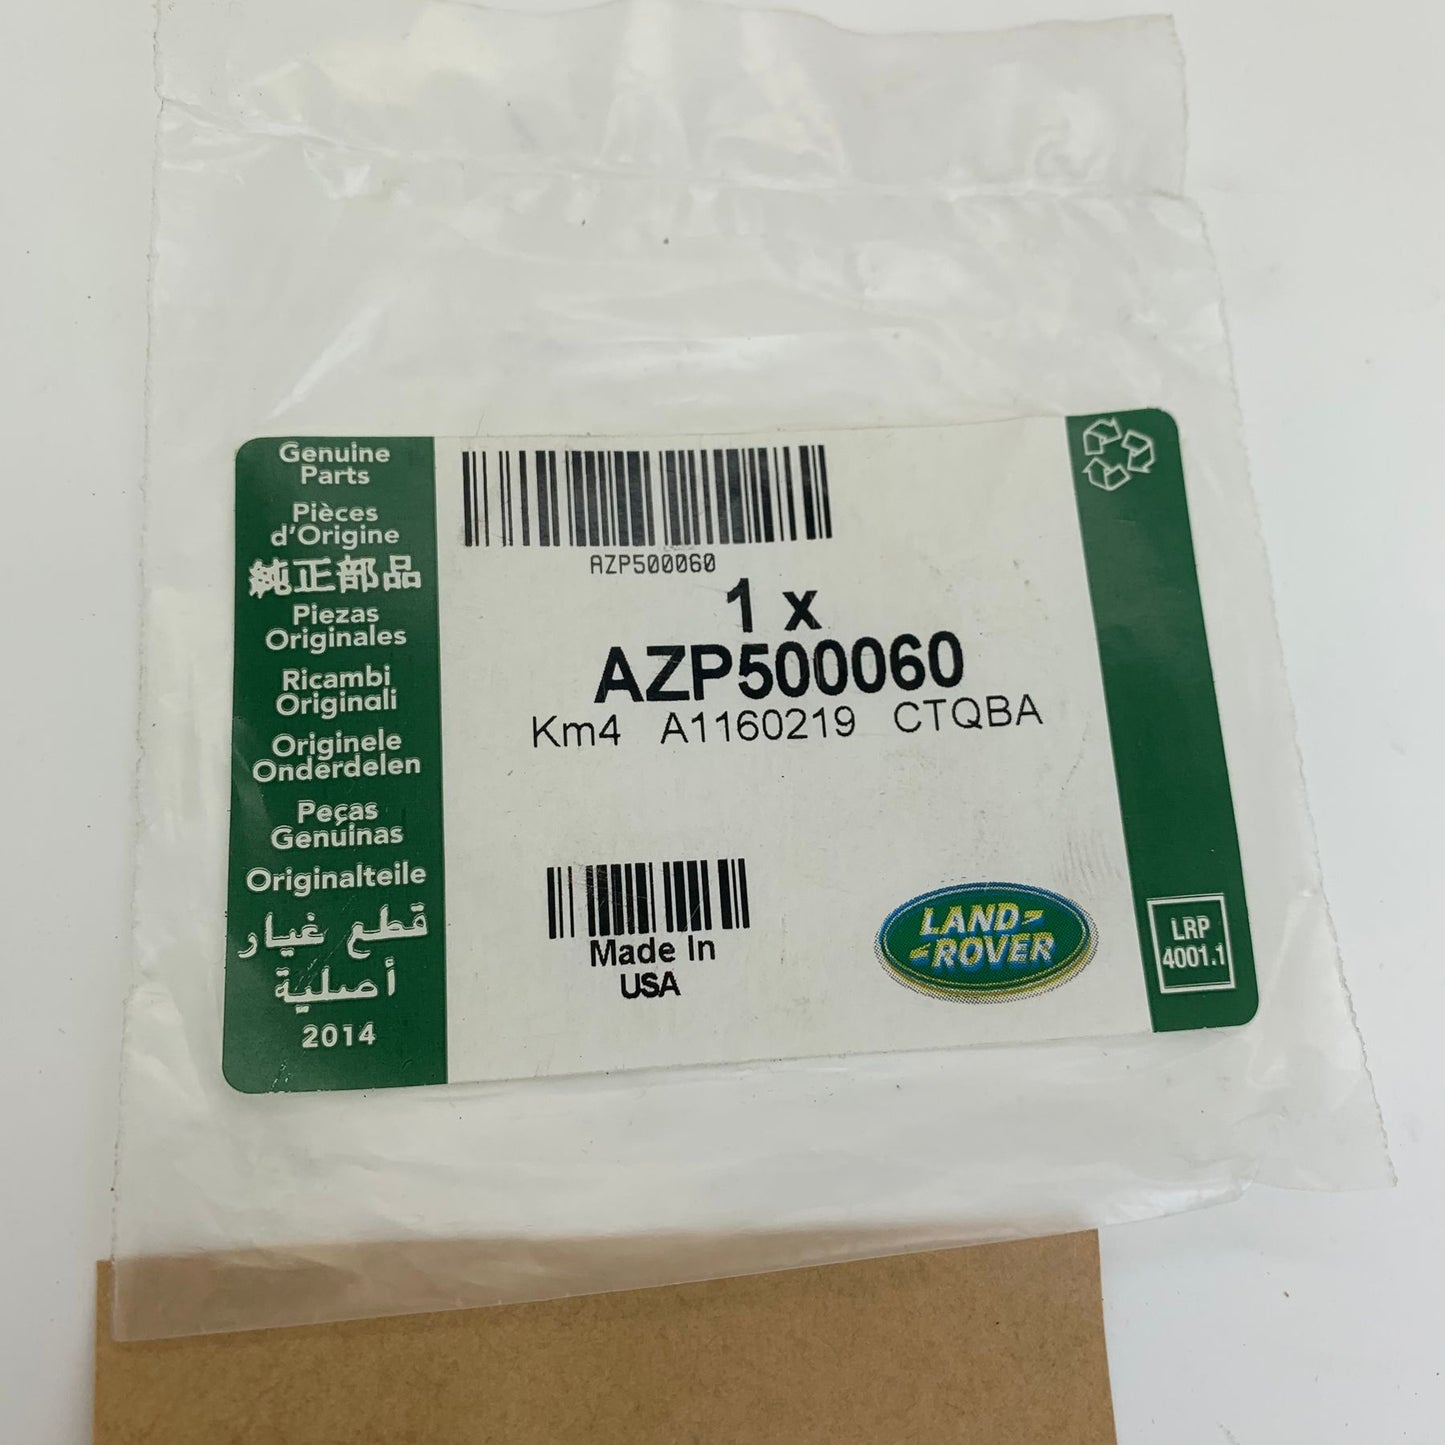 Genuine
Parts
Pièces
d'Origine
純正部品
Piezas
Originales
Ricambi
Originali
Originele
Onderdelen
Peças
Genuinas
Originalteile
قطع غيار
أصلية
2014
AZP500060
1 x
AZP500060
Km4 A1160219 CTQBA
Made In
USA
LAND-
-ROVER
LRP
4001.1